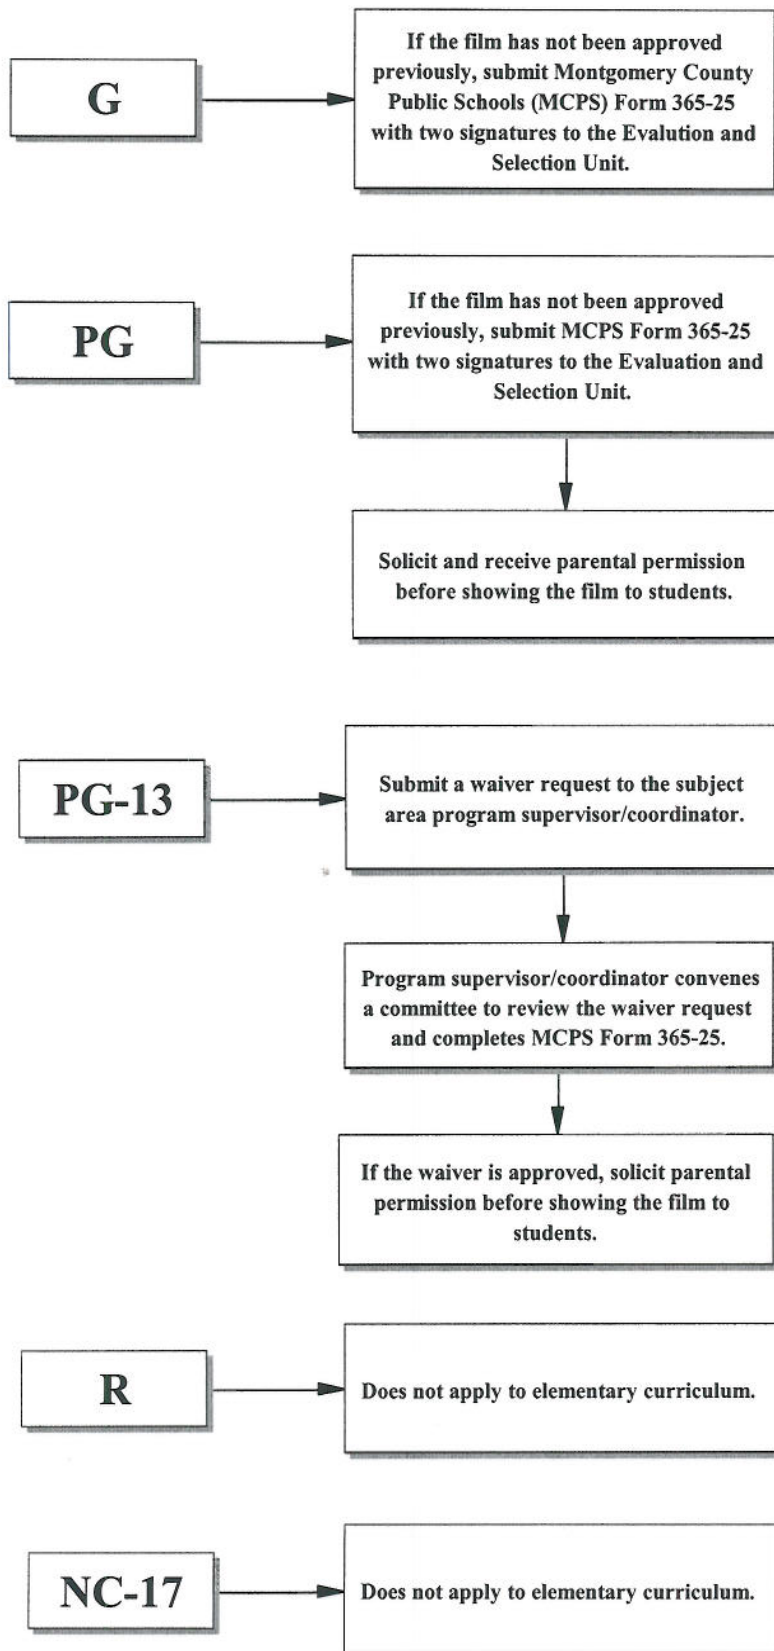 G
If the film has not been approved
previously, submit Montgomery County
Public Schools (MCPS) Form 365-25
with two signatures to the Evalution and
Selection Unit.
PG
If the film has not been approved
previously, submit MCPS Form 365-25
with two signatures to the Evaluation and
Selection Unit.
Solicit and receive parental permission
before showing the film to students.
PG-13
Submit a waiver request to the subject
area program supervisor/coordinator.
Program supervisor/coordinator convenes
a committee to review the waiver request
and completes MCPS Form 365-25.
If the waiver is approved, solicit parental
permission before showing the film to
students.
R
Does not apply to elementary curriculum.
NC-17
Does not apply to elementary curriculum.